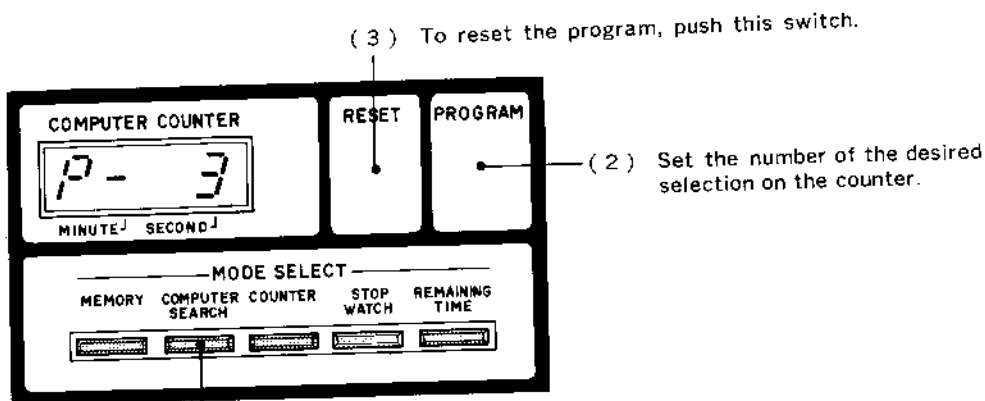 ( 3 ) To reset the program, push this switch.
COMPUTER COUNTER
RESET
PROGRAM
P- 3
( 2 ) Set the number of the desired
selection on the counter.
MINUTE SECOND
MODE SELECT
MEMORY COMPUTER SEARCH COUNTER STOP WATCH REMAINING TIME